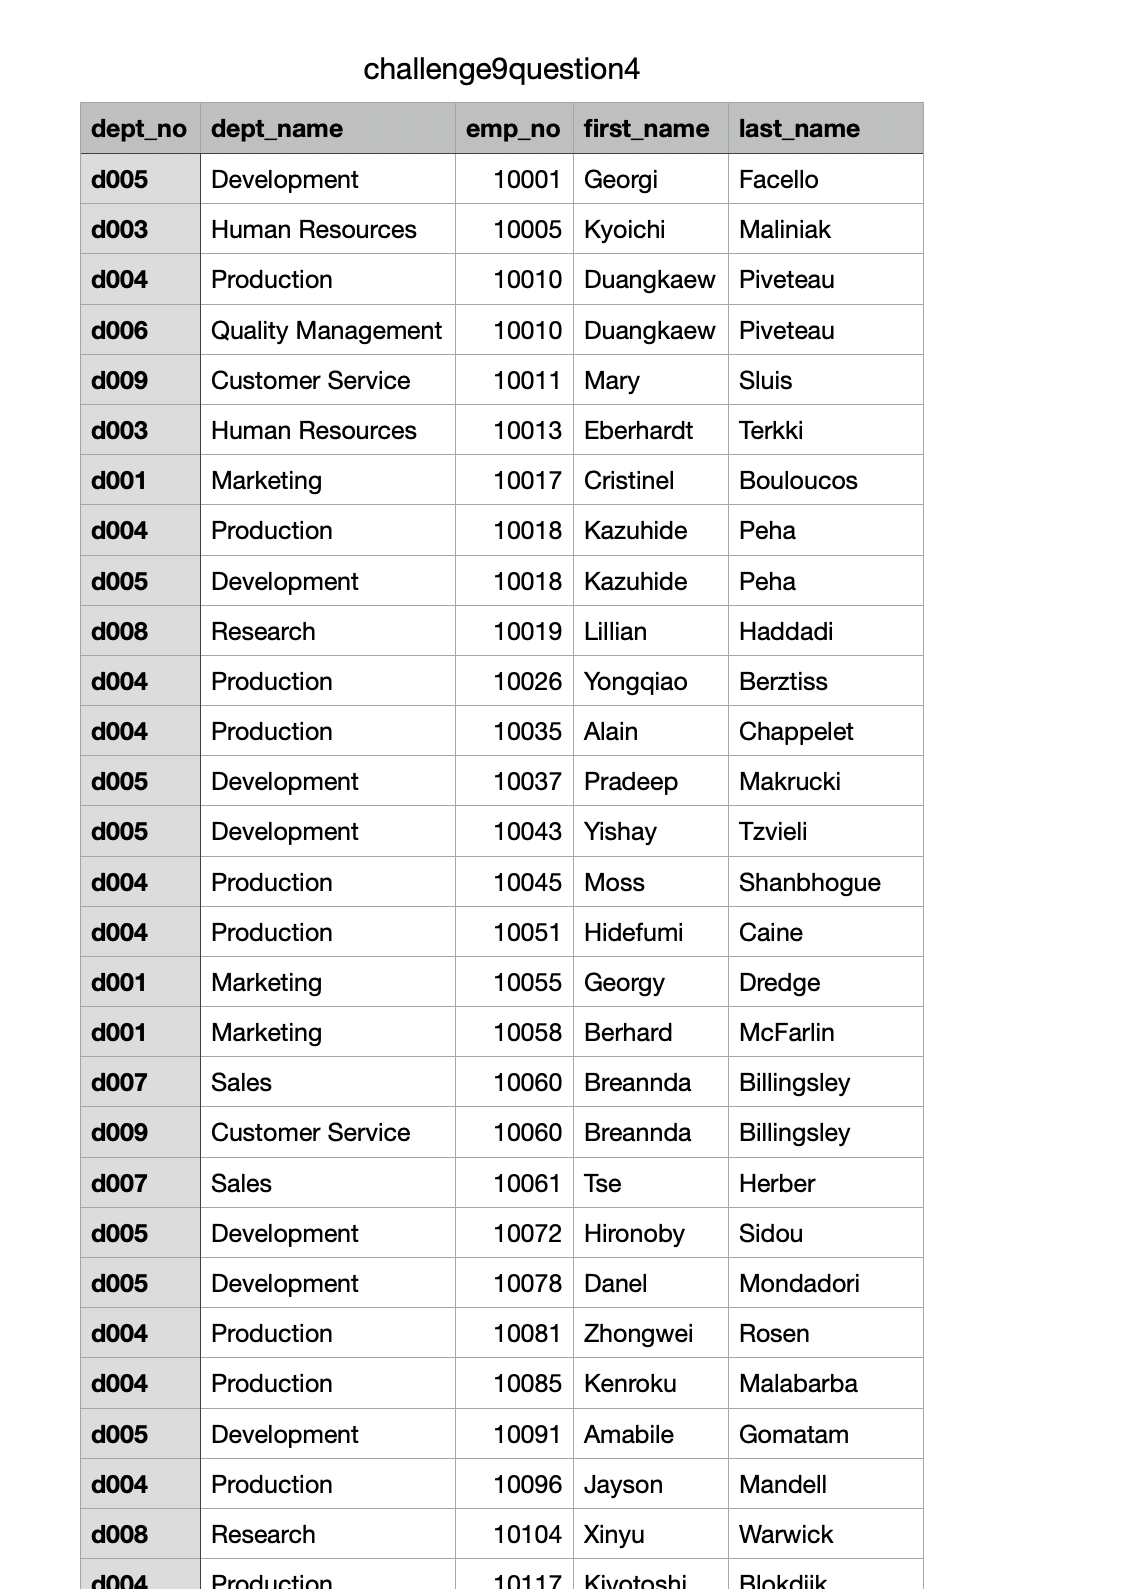 challenge9question4
dept_no dept_name emp_no first_name last_name
d005 Development 10001 Georgi Facello
d003 Human Resources 10005 Kyoichi Maliniak
d004 Production 10010 Duangkaew Piveteau
d006 Quality Management 10010 Duangkaew Piveteau
d009 Customer Service 10011 Mary Sluis
d003 Human Resources 10013 Eberhardt Terkki
d001 Marketing 10017 Cristinel Bouloucos
d004 Production 10018 Kazuhide Peha
d005 Development 10018 Kazuhide Peha
d008 Research 10019 Lillian Haddadi
d004 Production 10026 Yongqiao Berztiss
d004 Production 10035 Alain Chappelet
d005 Development 10037 Pradeep Makrucki
d005 Development 10043 Yishay Tzvieli
d004 Production 10045 Moss Shanbhogue
d004 Production 10051 Hidefumi Caine
d001 Marketing 10055 Georgy Dredge
d001 Marketing 10058 Berhard McFarlin
d007 Sales 10060 Breannda Billingsley
d009 Customer Service 10060 Breannda Billingsley
d007 Sales 10061 Tse Herber
d005 Development 10072 Hironoby Sidou
d005 Development 10078 Danel Mondadori
d004 Production 10081 Zhongwei Rosen
d004 Production 10085 Kenroku Malabarba
d005 Development 10091 Amabile Gomatam
d004 Production 10096 Jayson Mandell
d008 Research 10104 Xinyu Warwick
d004 Production 10117 Kiyotoshi Blokdijk